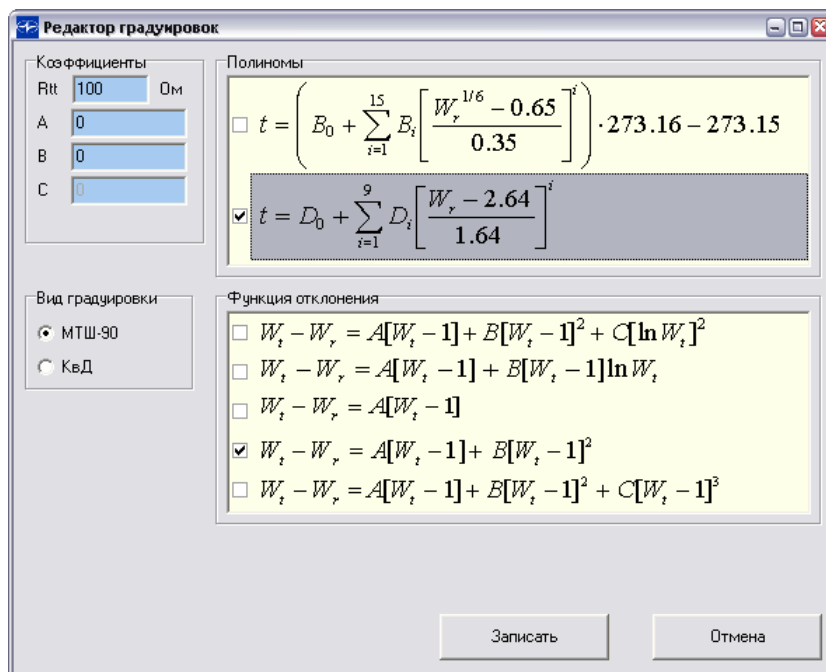 Редактор градуировок
Коэффициенты
Rtt 100 Ом
A 0
B 0
C 0
Полиномы
t = ( B_0 + \sum_{i=1}^{15} B_i [ \frac{W_r^{1/6} − 0.65}{0.35} ]^i ) · 273.16 − 273.15
t = D_0 + \sum_{i=1}^{9} D_i [ \frac{W_r − 2.64}{1.64} ]^i
Вид градуировки
МТШ-90
КвД
Функция отклонения
W_t − W_r = A[W_t − 1] + B[W_t − 1]^2 + C[ln W_t]^2
W_t − W_r = A[W_t − 1] + B[W_t − 1]ln W_t
W_t − W_r = A[W_t − 1]
W_t − W_r = A[W_t − 1] + B[W_t − 1]^2
W_t − W_r = A[W_t − 1] + B[W_t − 1]^2 + C[W_t − 1]^3
Записать
Отмена